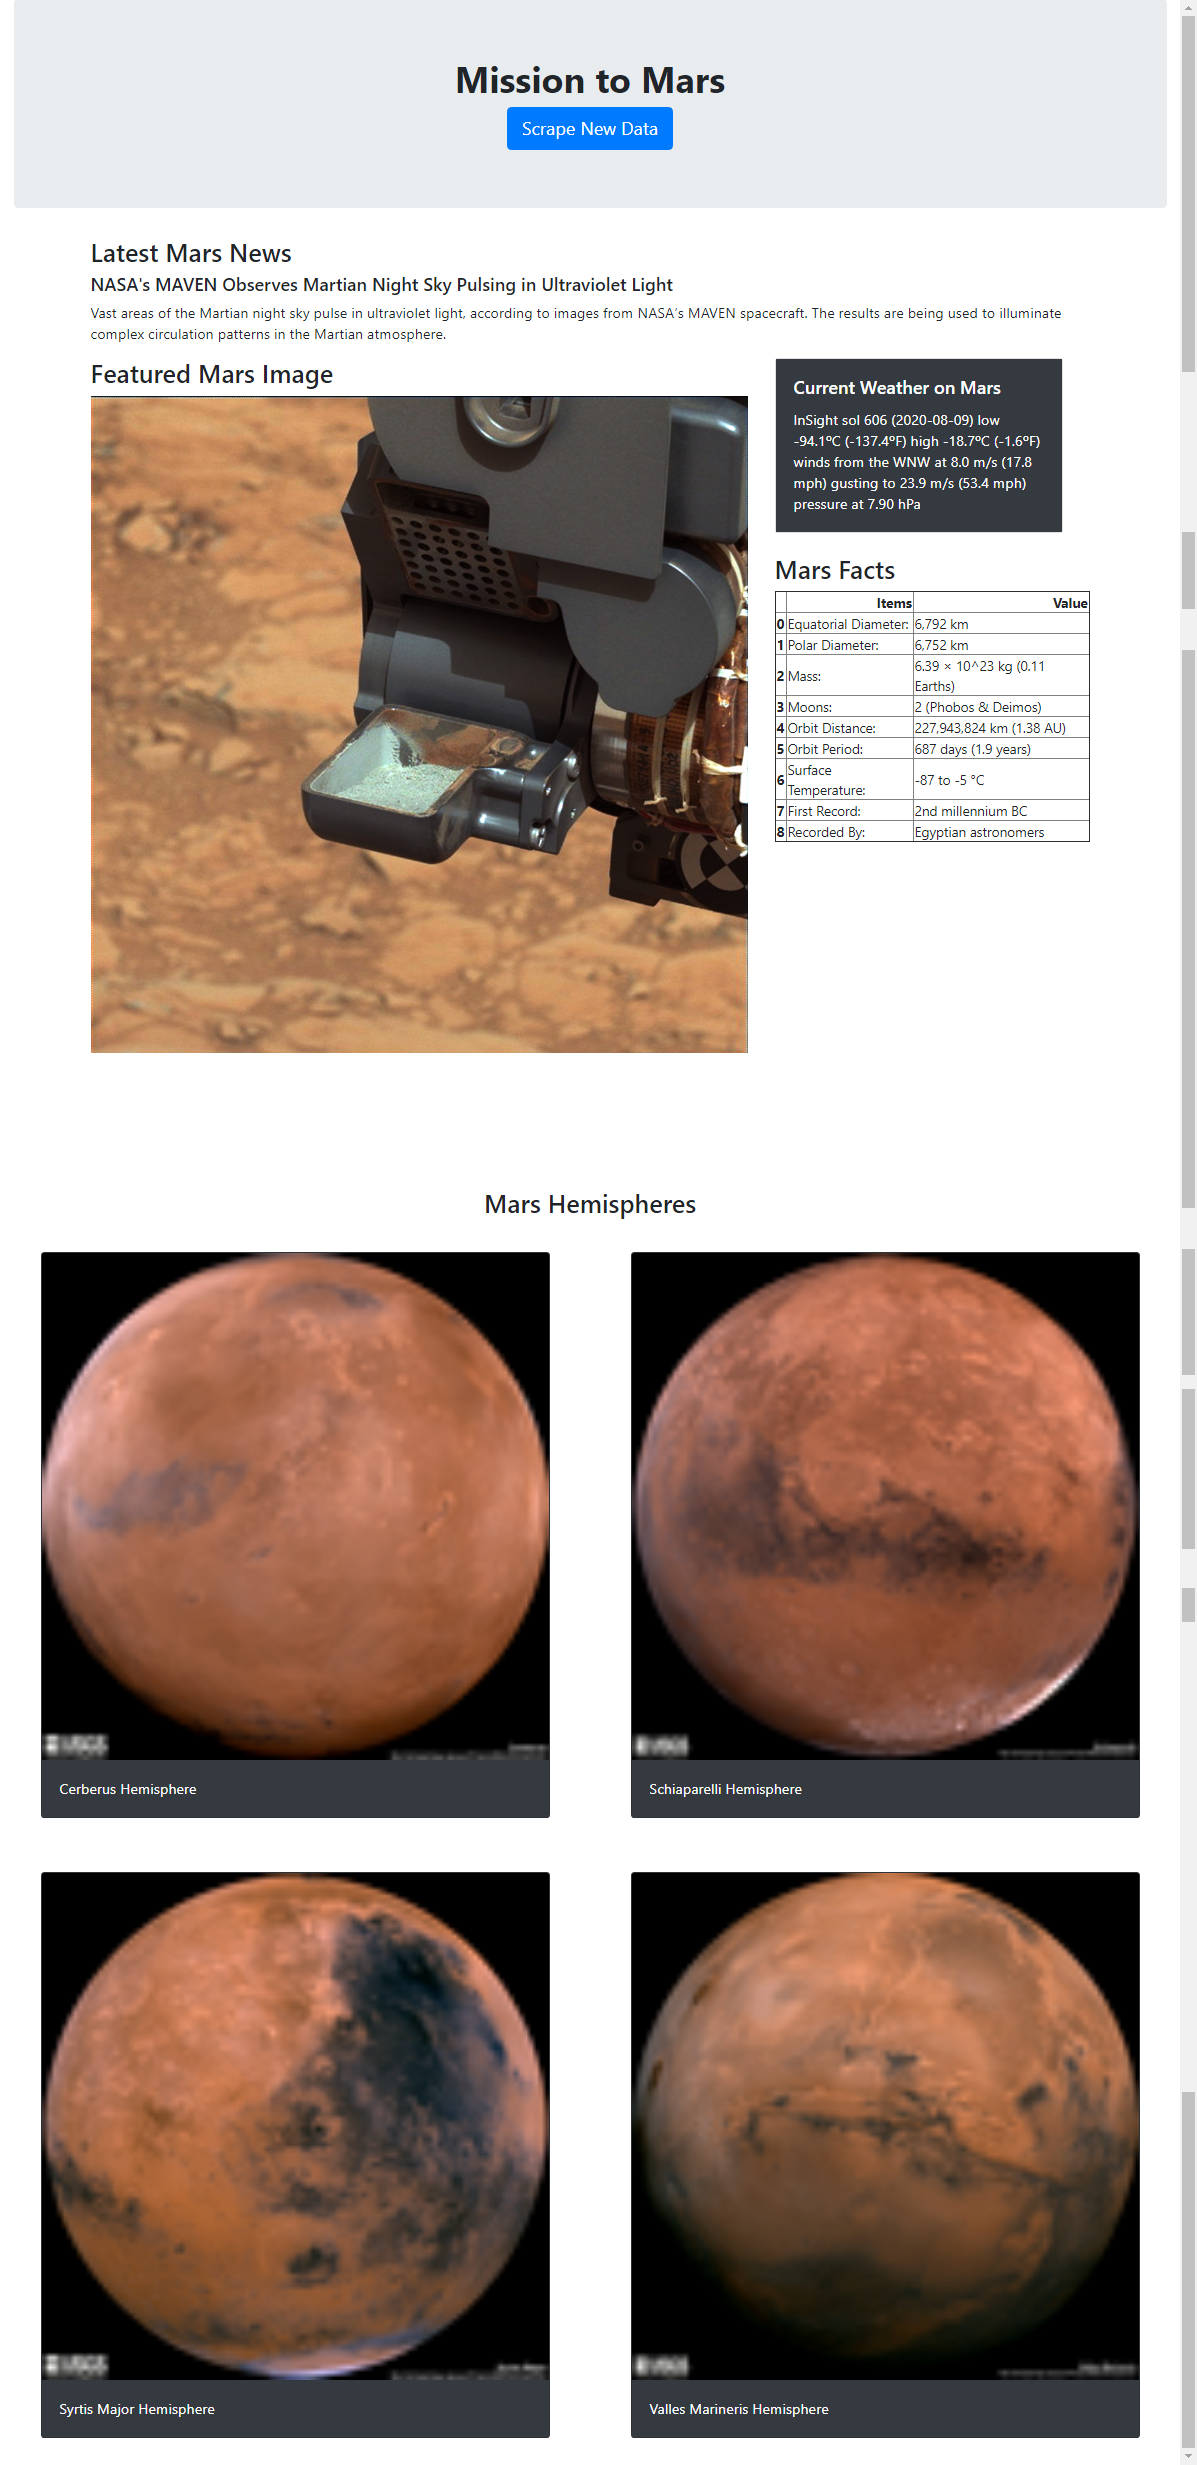 Mission to Mars
Scrape New Data
Latest Mars News
NASA's MAVEN Observes Martian Night Sky Pulsing in Ultraviolet Light
Vast areas of the Martian night sky pulse in ultraviolet light, according to images from NASA's MAVEN spacecraft. The results are being used to illuminate
complex circulation patterns in the Martian atmosphere.
Featured Mars Image
Current Weather on Mars
InSight sol 606 (2020-08-09) low
-94.1ºC (-137.4ºF) high -18.7ºC (-1.6ºF)
winds from the WNW at 8.0 m/s (17.8
mph) gusting to 23.9 m/s (53.4 mph)
pressure at 7.90 hPa
Mars Facts
Items Value
0 Equatorial Diameter: 6,792 km
1 Polar Diameter: 6,752 km
2 Mass: 6.39 × 10^23 kg (0.11
Earths)
3 Moons: 2 (Phobos & Deimos)
4 Orbit Distance: 227,943,824 km (1.38 AU)
5 Orbit Period: 687 days (1.9 years)
6 Surface
Temperature: -87 to -5 °C
7 First Record: 2nd millennium BC
8 Recorded By: Egyptian astronomers
Mars Hemispheres
USGS
USGS
Cerberus Hemisphere
Schiaparelli Hemisphere
USGS
USGS
Syrtis Major Hemisphere
Valles Marineris Hemisphere